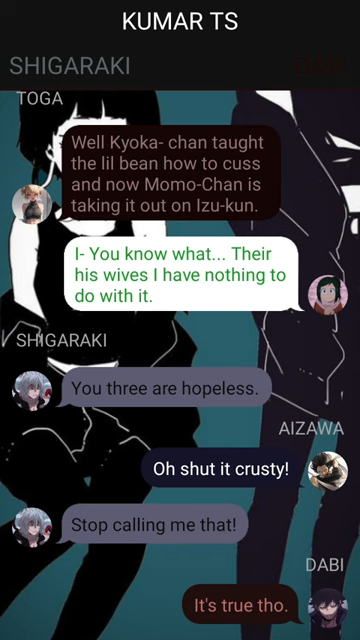 KUMAR TS
SHIGARAKI
DABI
TOGA
Well Kyoka- chan taught
the lil bean how to cuss
and now Momo-Chan is
taking it out on Izu-kun.
I- You know what... Their
his wives I have nothing to
do with it.
SHIGARAKI
You three are hopeless.
AIZAWA
Oh shut it crusty!
Stop calling me that!
DABI
It's true tho.